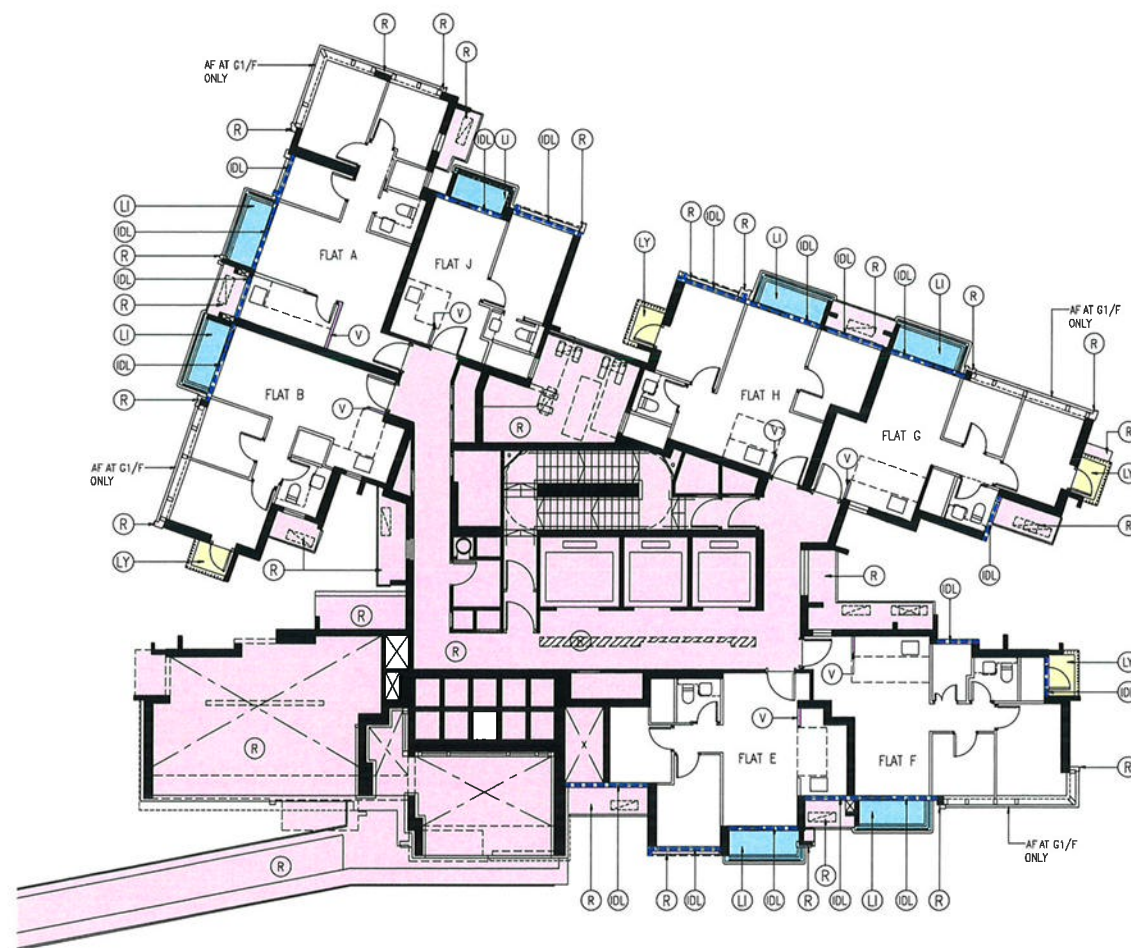 R
R
R
AF AT G1/F
ONLY
R
IDL
LI
IDL
R
IDL
R
LI
IDL
R
AF AT G1/F
ONLY
R
LY
R
IDL
LI
IDL
R
FLAT A
FLAT J
V
V
FLAT B
V
LY
R
IDL
R
LI
IDL
IDL
R
IDL
LI
R
AF AT G1/F
ONLY
R
R
LY
R
IDL
FLAT H
V
FLAT G
V
R
R
R
R
R
R
IDL
LY
IDL
V
FLAT F
R
AF AT G1/F
ONLY
V
FLAT E
X
R
R
R
IDL
R
IDL
LI
IDL
R
R
IDL
LI
IDL
R